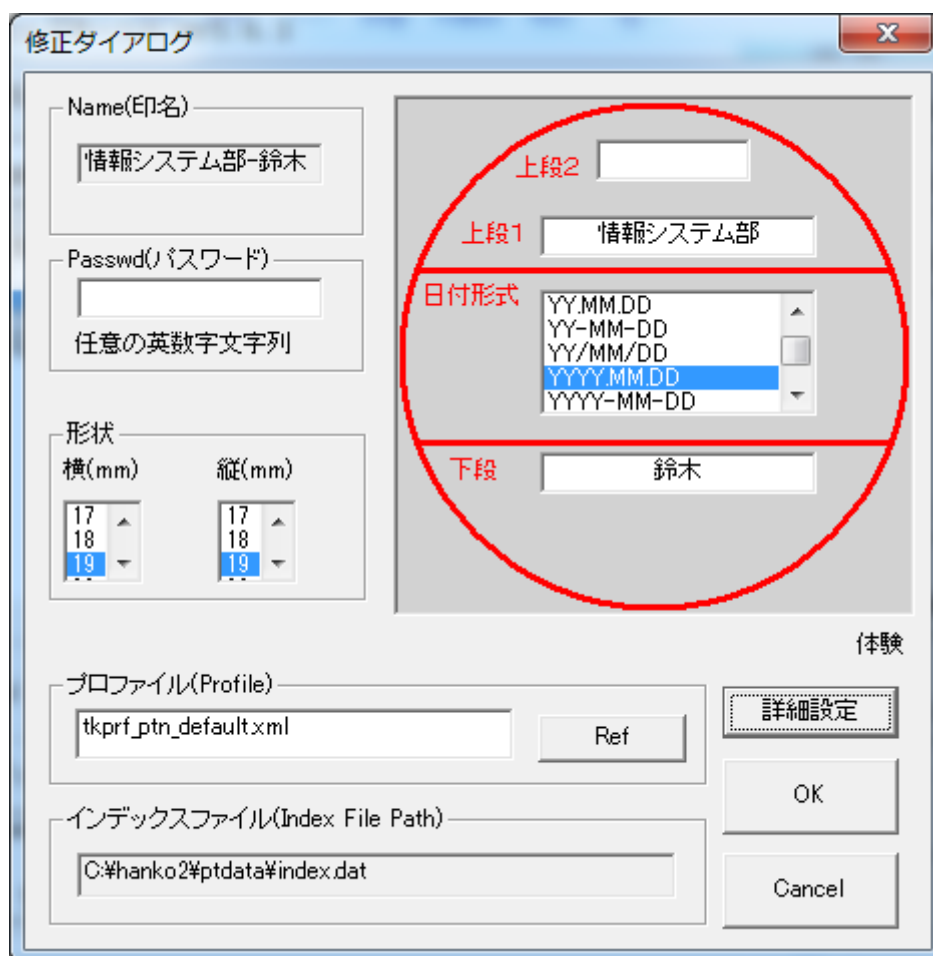 修正ダイアログ
Name(印名)
情報システム部-鈴木
Passwd(パスワード)
任意の英数字文字列
形状
横(mm) 縦(mm)
17 17
18 18
19 19
上段2
上段1 情報システム部
日付形式
YY.MM.DD
YY-MM-DD
YY/MM/DD
YYYY.MM.DD
YYYY-MM-DD
下段 鈴木
体験
プロファイル(Profile)
tkprf_ptn_default.xml
Ref
詳細設定
OK
インデックスファイル(Index File Path)
C:¥hanko2¥ptdata¥index.dat
Cancel